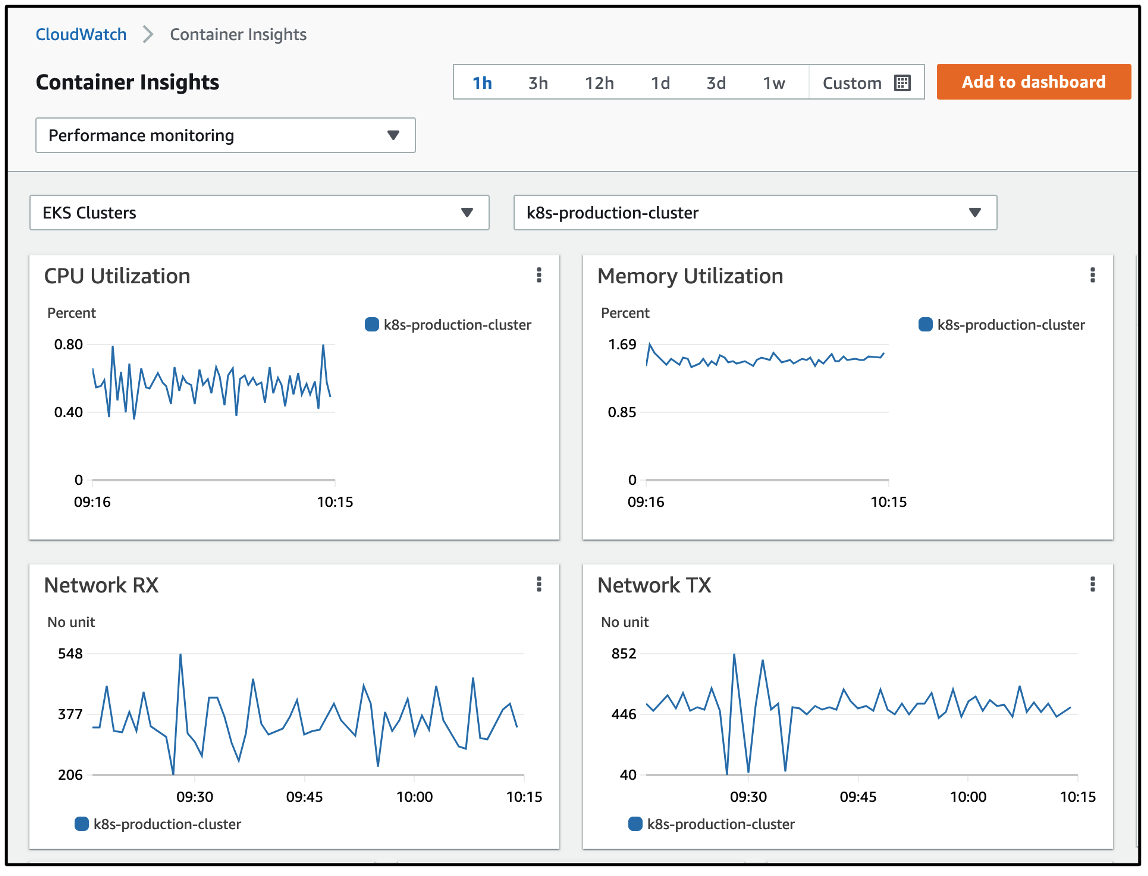 CloudWatch Container Insights
Container Insights
1h 3h 12h 1d 3d 1w Custom
Add to dashboard
Performance monitoring
EKS Clusters
k8s-production-cluster
CPU Utilization
Percent
k8s-production-cluster
0.80
0.40
0
09:16 10:15
Memory Utilization
Percent
k8s-production-cluster
1.69
0.85
0
09:16 10:15
Network RX
No unit
548
377
206
09:30 09:45 10:00 10:15
k8s-production-cluster
Network TX
No unit
852
446
40
09:30 09:45 10:00 10:15
k8s-production-cluster